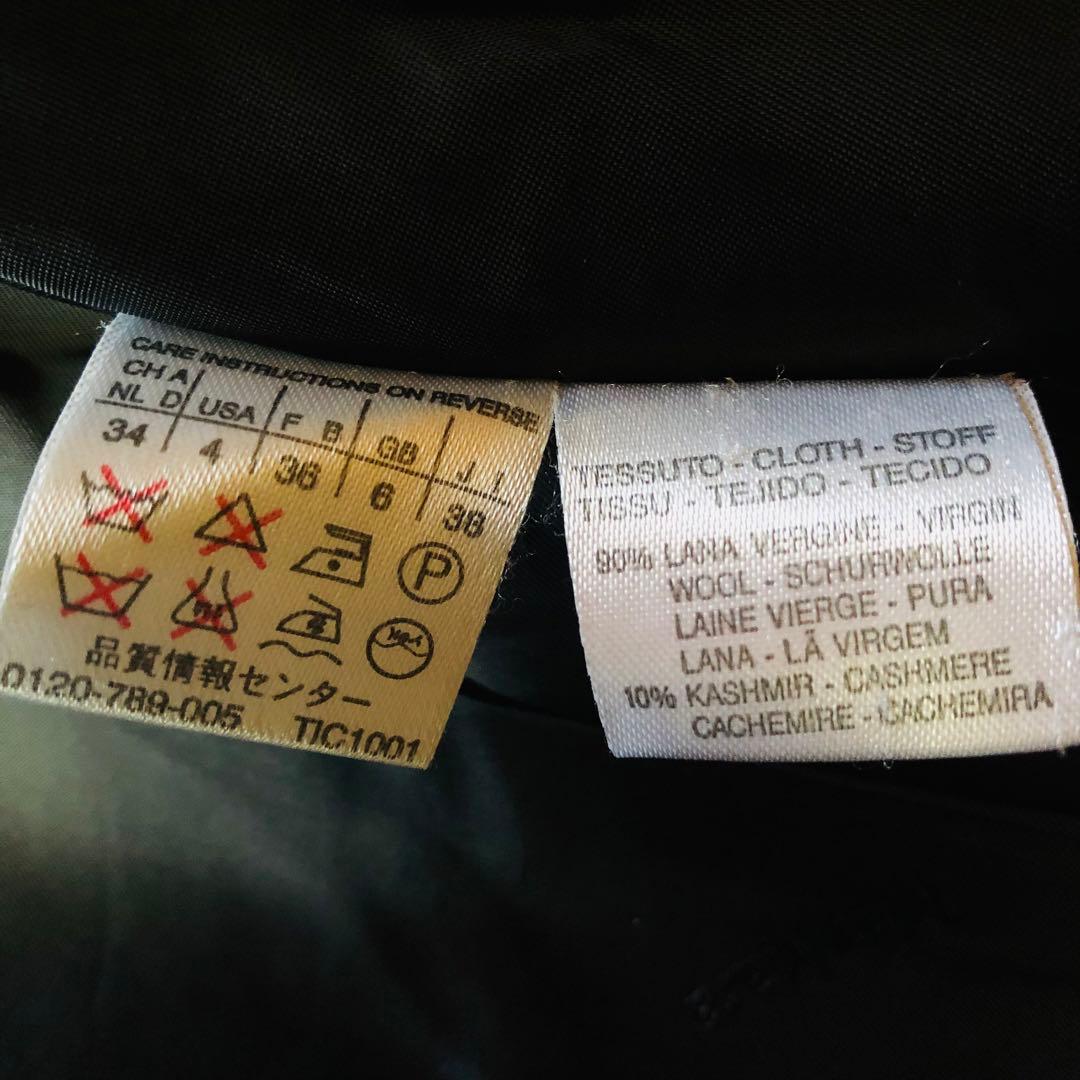 CARE INSTRUCTIONS ON REVERSE
CH A USA F B GB J I
NL D
34 4 36 6 38
P
品質情報センター
0120-789-005 TIC1001
TESSUTO - CLOTH - STOFF
TISSU - TEJIDO - TECIDO
90% LANA VERGINE - VIRGIN
WOOL - SCHURWOLLE
LAINE VIERGE - PURA
LANA - LÃ VIRGEM
10% KASHMIR - CASHMERE
CACHEMIRE - CACHEMIRA